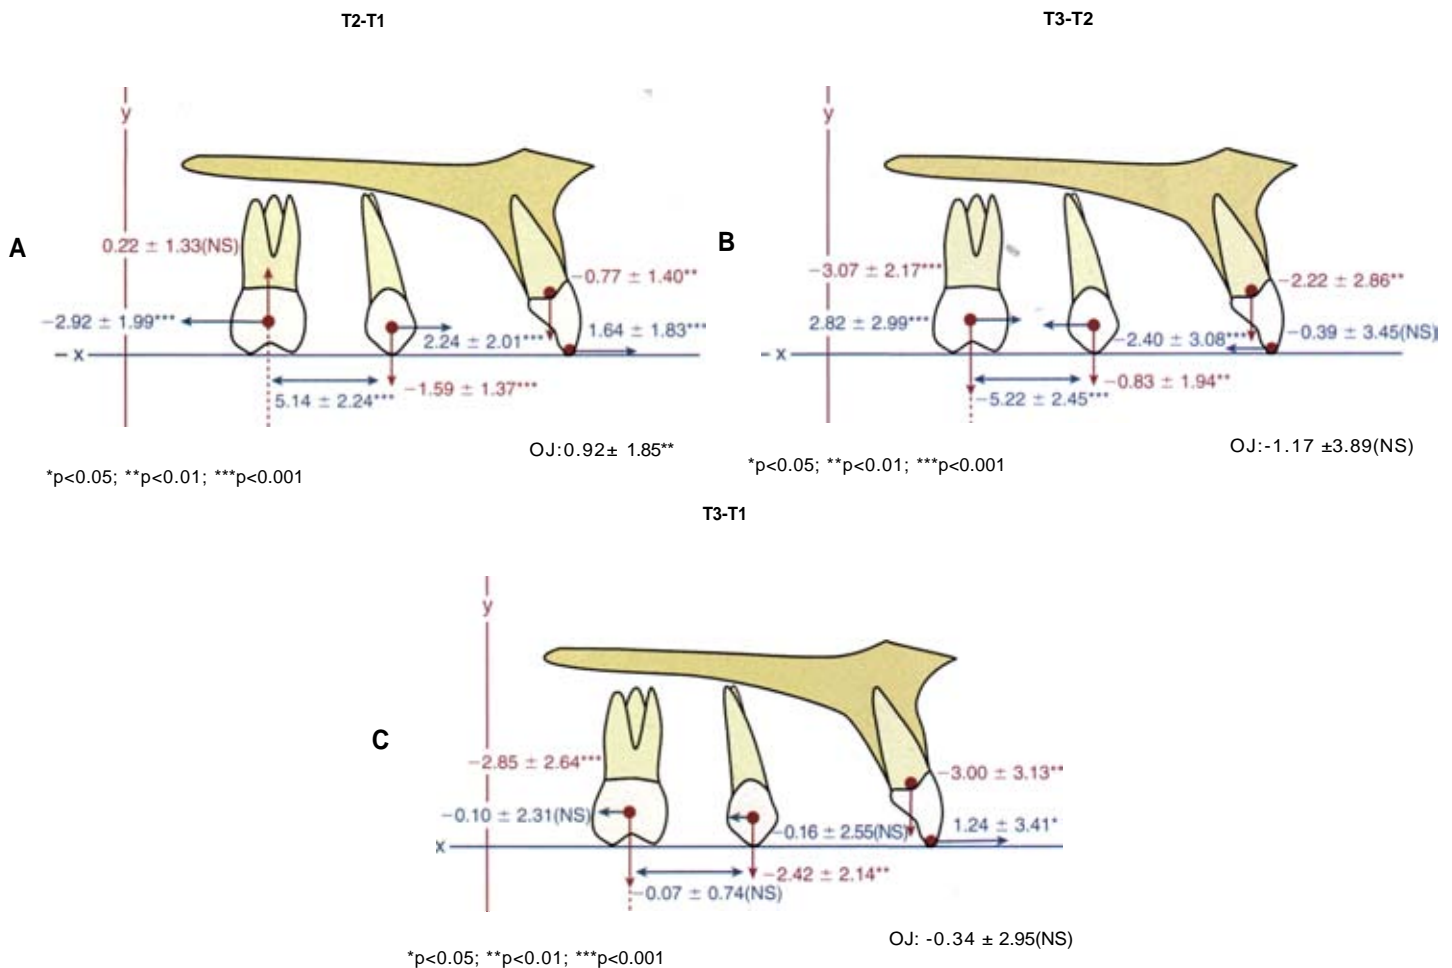 T2-T1
T3-T2
y
y
A
0.22 ± 1.33(NS)
−0.77 ± 1.40**
−2.92 ± 1.99***
2.24 ± 2.01***
1.64 ± 1.83***
− x
5.14 ± 2.24***
−1.59 ± 1.37***
OJ:0.92± 1.85**
*p<0.05; **p<0.01; ***p<0.001
B
−3.07 ± 2.17***
−2.22 ± 2.86**
2.82 ± 2.99***
−2.40 ± 3.08***
−0.39 ± 3.45(NS)
− x
−0.83 ± 1.94**
−5.22 ± 2.45***
OJ:-1.17 ±3.89(NS)
*p<0.05; **p<0.01; ***p<0.001
T3-T1
y
C
−2.85 ± 2.64***
−3.00 ± 3.13**
−0.10 ± 2.31(NS)
−0.16 ± 2.55(NS)
1.24 ± 3.41*
x
−2.42 ± 2.14**
−0.07 ± 0.74(NS)
OJ: -0.34 ± 2.95(NS)
*p<0.05; **p<0.01; ***p<0.001